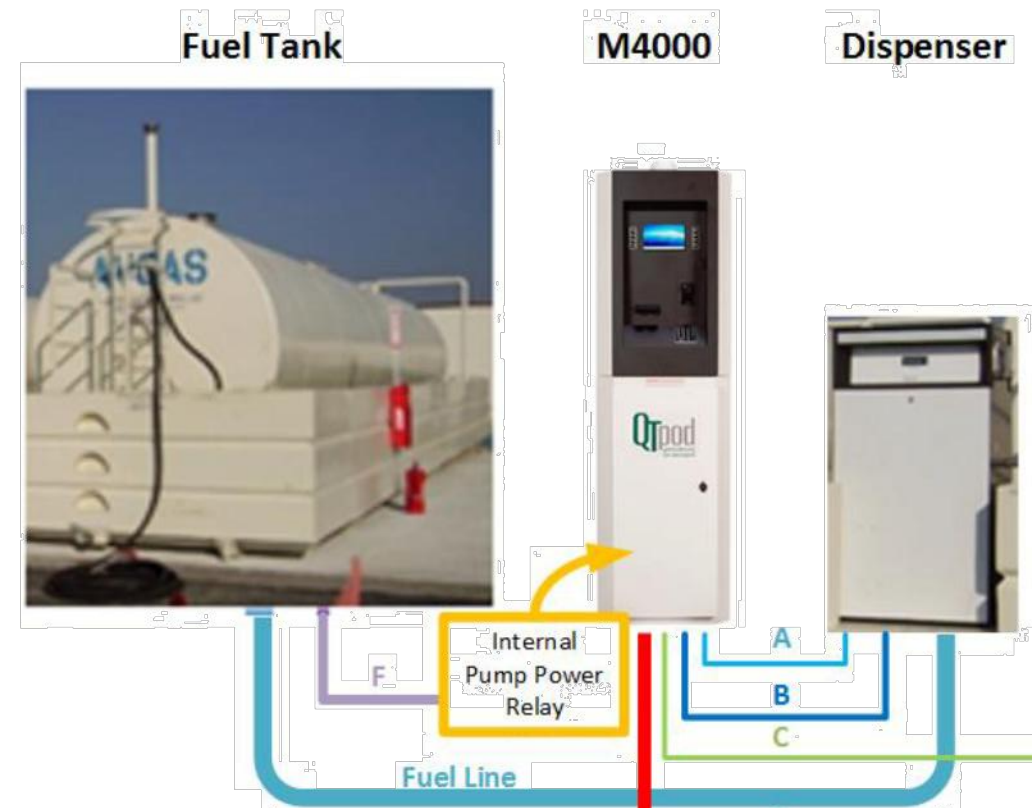 Fuel Tank
M4000
Dispenser
AVGAS
QTpod
Internal
Pump Power
Relay
A
B
C
F
Fuel Line